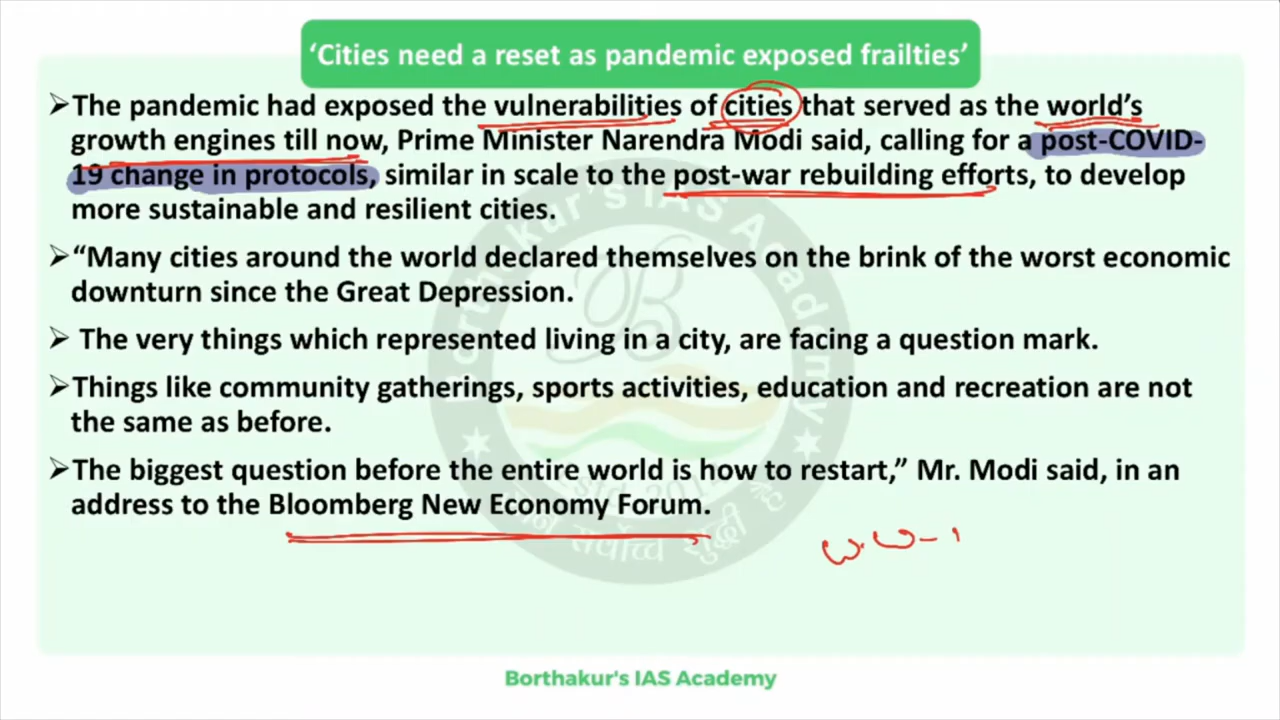 ‘Cities need a reset as pandemic exposed frailties’
➢The pandemic had exposed the vulnerabilities of cities that served as the world’s
growth engines till now, Prime Minister Narendra Modi said, calling for a post-COVID-
19 change in protocols, similar in scale to the post-war rebuilding efforts, to develop
more sustainable and resilient cities.
➢“Many cities around the world declared themselves on the brink of the worst economic
downturn since the Great Depression.
➢ The very things which represented living in a city, are facing a question mark.
➢Things like community gatherings, sports activities, education and recreation are not
the same as before.
➢The biggest question before the entire world is how to restart,” Mr. Modi said, in an
address to the Bloomberg New Economy Forum.
W.W-1
Borthakur's IAS Academy
Borthakur's IAS Academy